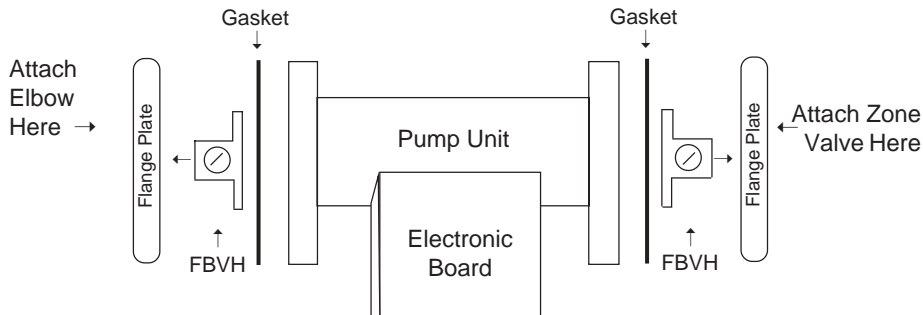 Gasket
Gasket
Attach
Elbow
Here
Flange Plate
FBVH
Pump Unit
Electronic
Board
FBVH
Flange Plate
Attach Zone
Valve Here